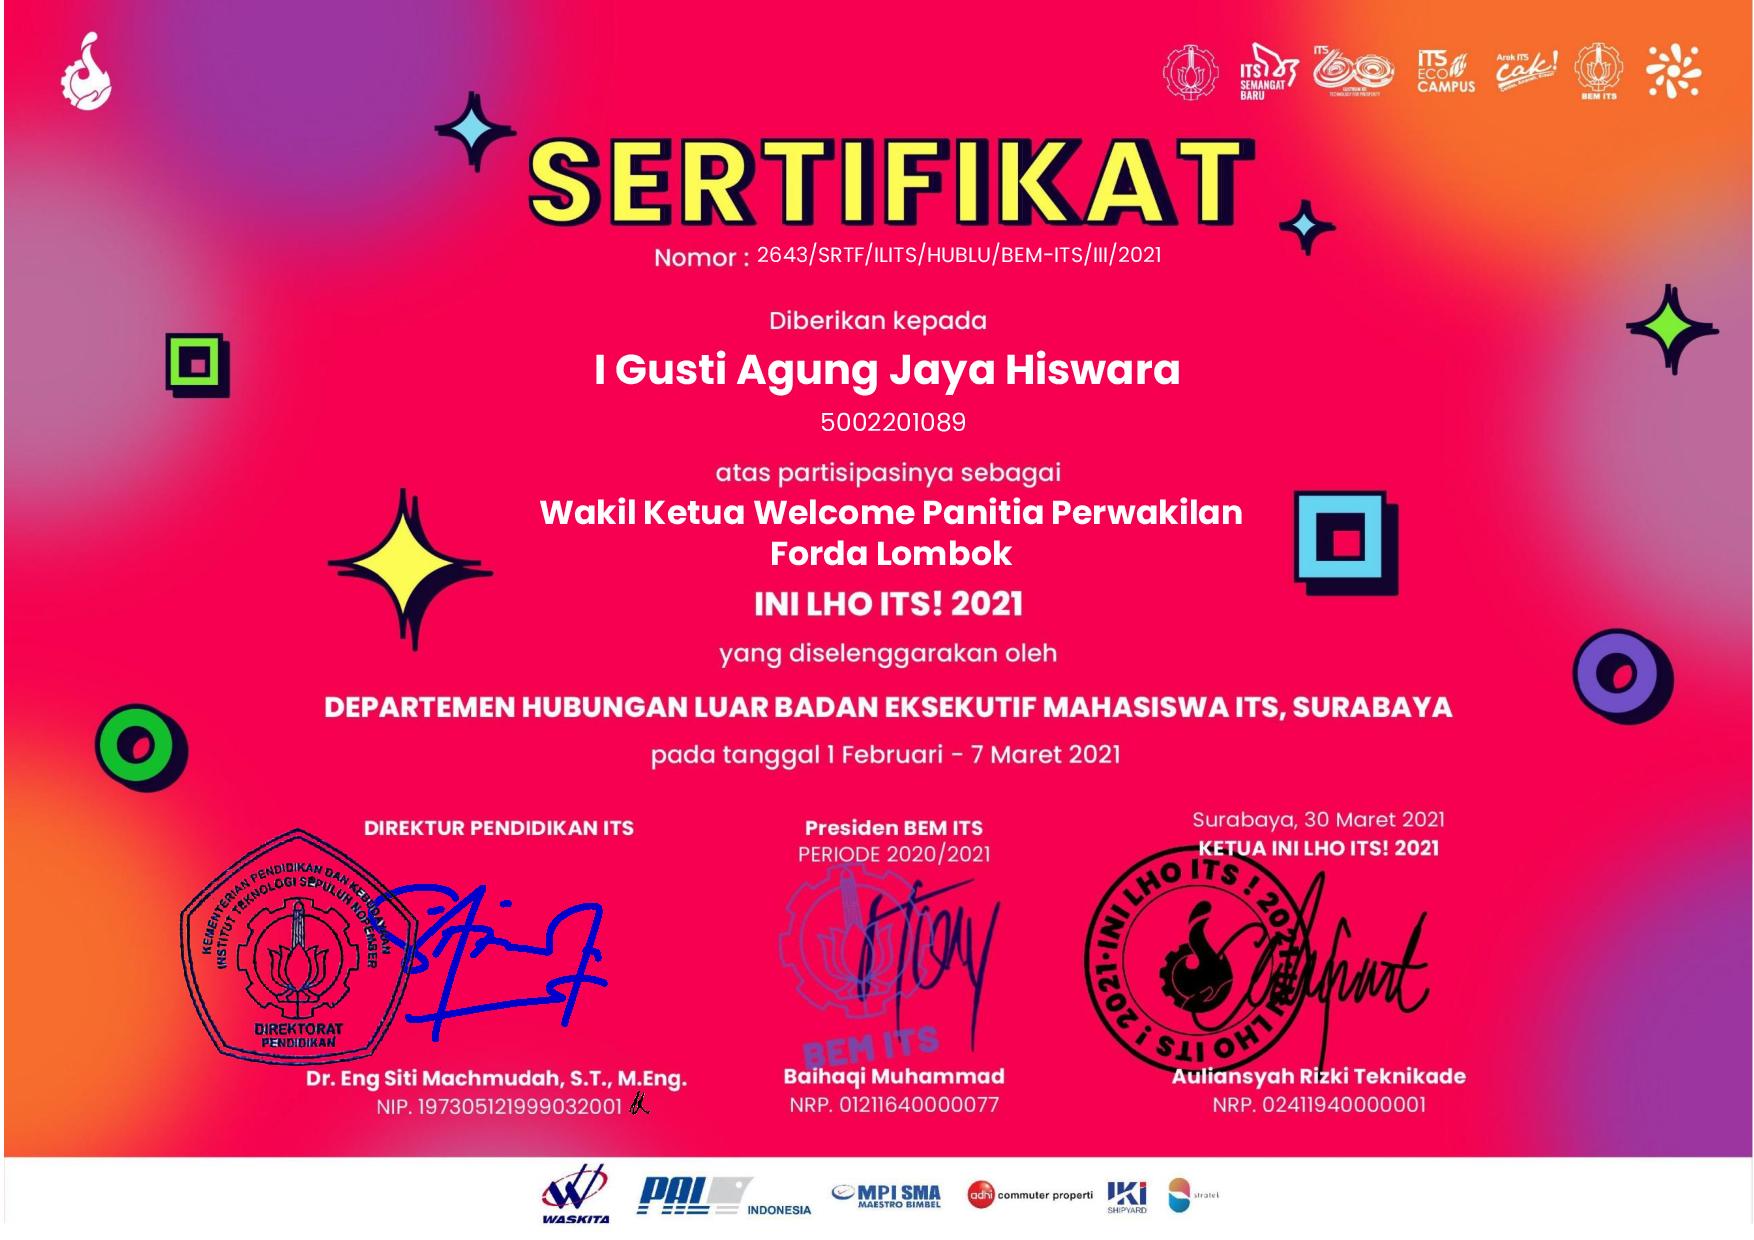 ITS SEMANGAT BARU
ITS 60
ITS ECO CAMPUS
Arek ITS Cak!
BEM ITS
SERTIFIKAT
Nomor : 2643/SRTF/ILITS/HUBLU/BEM-ITS/III/2021
Diberikan kepada
I Gusti Agung Jaya Hiswara
5002201089
atas partisipasinya sebagai
Wakil Ketua Welcome Panitia Perwakilan
Forda Lombok
INI LHO ITS! 2021
yang diselenggarakan oleh
DEPARTEMEN HUBUNGAN LUAR BADAN EKSEKUTIF MAHASISWA ITS, SURABAYA
pada tanggal 1 Februari - 7 Maret 2021
DIREKTUR PENDIDIKAN ITS
KEMENTERIAN PENDIDIKAN DAN KEBUDAYAAN
INSTITUT TEKNOLOGI SEPULUH NOPEMBER
DIREKTORAT
PENDIDIKAN
Dr. Eng Siti Machmudah, S.T., M.Eng.
NIP. 197305121999032001
Presiden BEM ITS
PERIODE 2020/2021
BEM ITS
Baihaqi Muhammad
NRP. 01211640000077
Surabaya, 30 Maret 2021
KETUA INI LHO ITS! 2021
INI LHO ITS ! 2021 • INI LHO ITS ! 2021 •
Auliansyah Rizki Teknikade
NRP. 02411940000001
WASKITA
PAL INDONESIA
MPI SMA
MAESTRO BIMBEL
adhi commuter properti
IKI
SHIPYARD